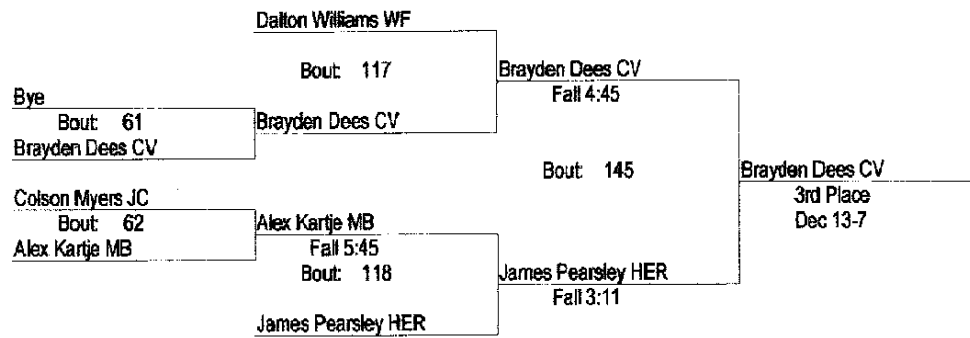 Dalton Williams WF
Bout: 117
Brayden Dees CV
Fall 4:45
Bye
Bout: 61
Brayden Dees CV
Brayden Dees CV
Bout: 145
Brayden Dees CV
3rd Place
Dec 13-7
Colson Myers JC
Bout: 62
Alex Kartje MB
Alex Kartje MB
Fall 5:45
Bout: 118
James Pearsley HER
Fall 3:11
James Pearsley HER